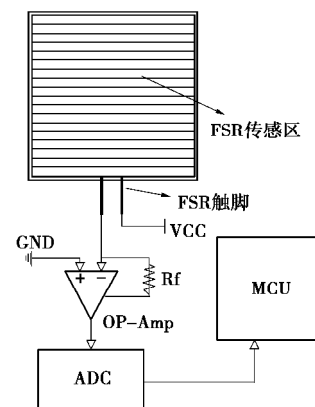 FSR传感区
FSR触脚
VCC
GND
+ −
Rf
MCU
OP-Amp
ADC